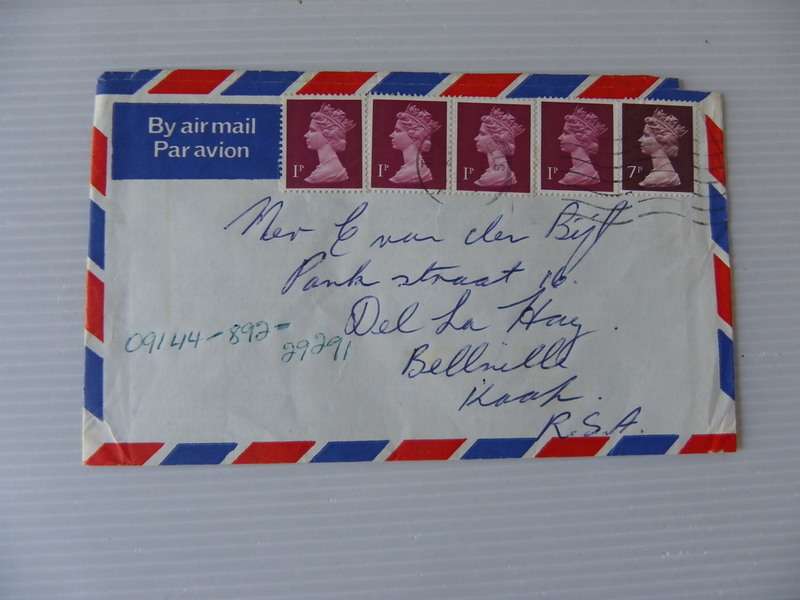 By air mail
Par avion
1P
1P
1P
1P
7P
Mev E van der Bijl
Park straat 16.
Del La Hay.
Bellville
Kaap.
R.S.A.
09144-892-
29291